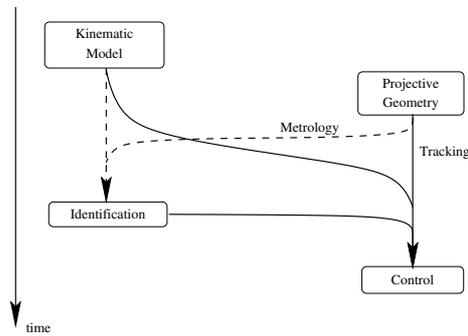 Kinematic
Model
Projective
Geometry
Metrology
Tracking
Identification
Control
time